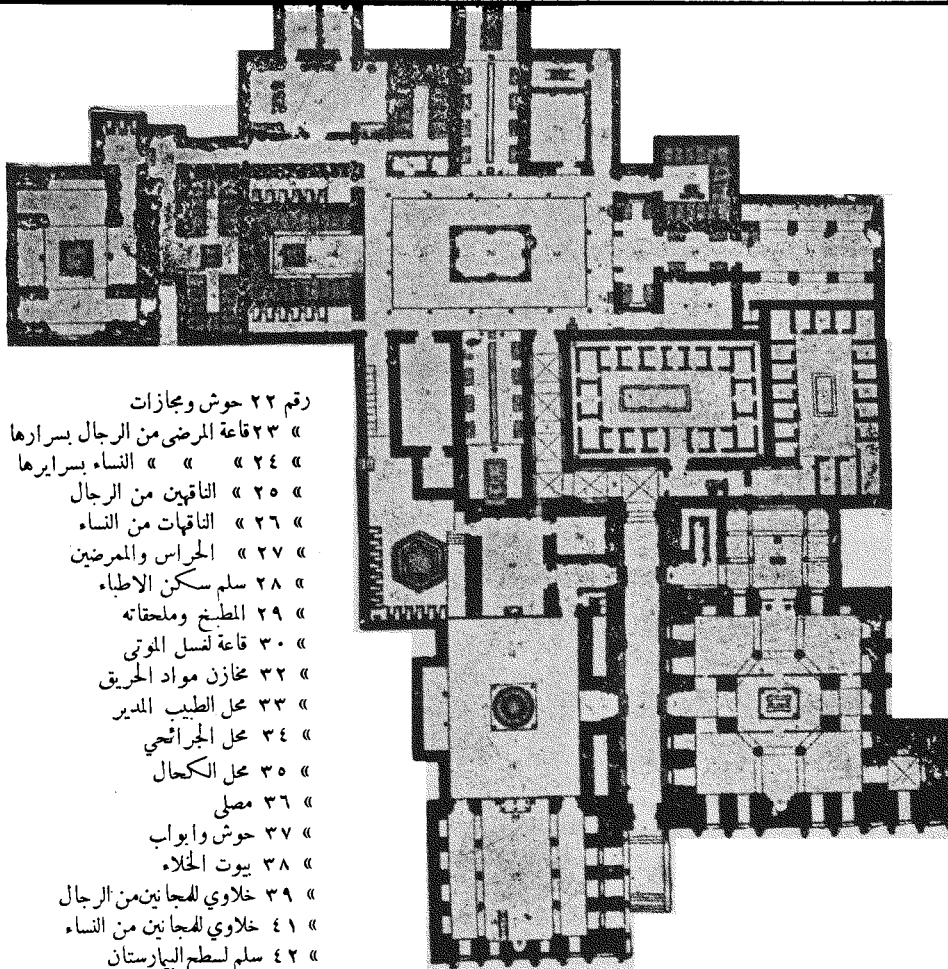 رقم ٢٢ حوش ومجازات
» ٢٣ قاعة المرضى من الرجال بسرارها
» ٢٤ » » النساء بسرايرها
» ٢٥ » الناقهين من الرجال
» ٢٦ » الناقهات من النساء
» ٢٧ » الحراس والممرضين
» ٢٨ سلم سكن الاطباء
» ٢٩ المطبخ وملحقاته
» ٣٠ قاعة لغسل الموتى
» ٣٢ مخازن مواد الحريق
» ٣٣ محل الطبيب المدير
» ٣٤ محل الجرائحي
» ٣٥ محل الكحال
» ٣٦ مصلى
» ٣٧ حوش وابواب
» ٣٨ بيوت الخلاء
» ٣٩ خلاوي للمجانين من الرجال
» ٤١ خلاوي للمجانين من النساء
» ٤٢ سلم لسطح البيمارستان